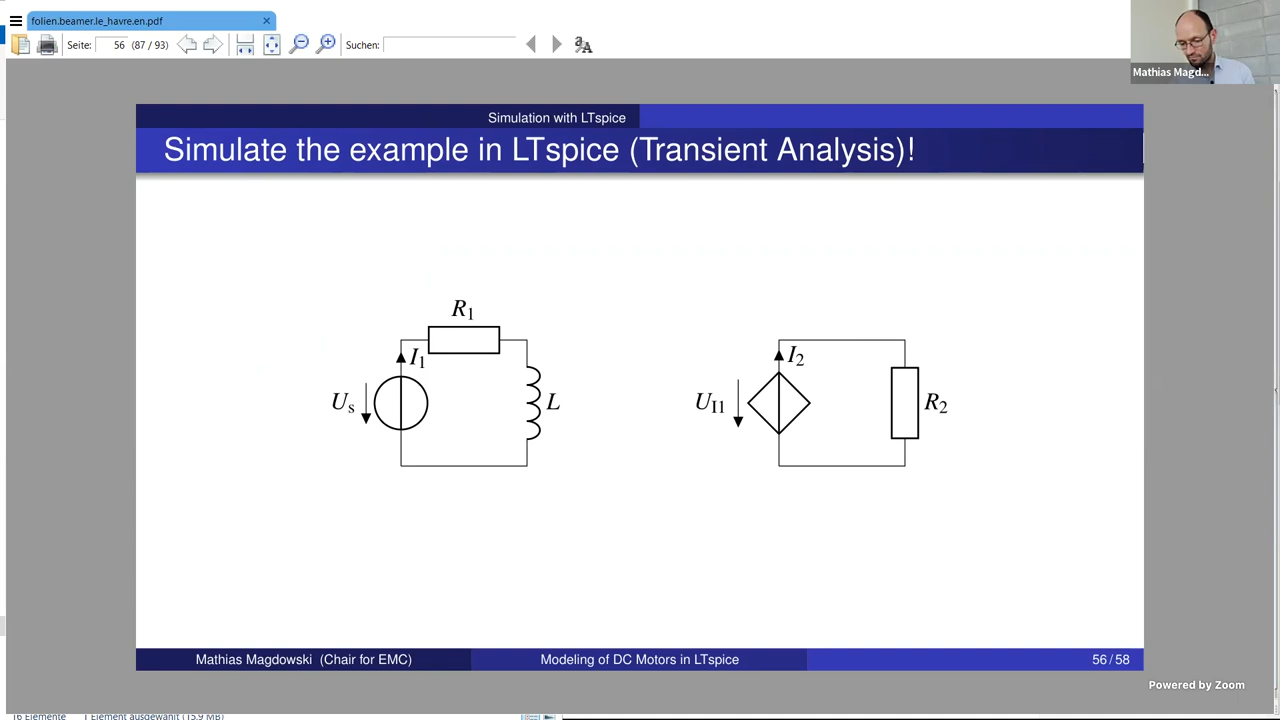 folien.beamer.le_havre.en.pdf
Seite: 56 (87 / 93) Suchen:
Mathias Magd...
Simulation with LTspice
Simulate the example in LTspice (Transient Analysis)!
R1
I1
Us
L
I2
UI1
R2
Mathias Magdowski (Chair for EMC) Modeling of DC Motors in LTspice 56 / 58
Powered by Zoom
16 Elemente 1 Element ausgewählt (15,9 MB)